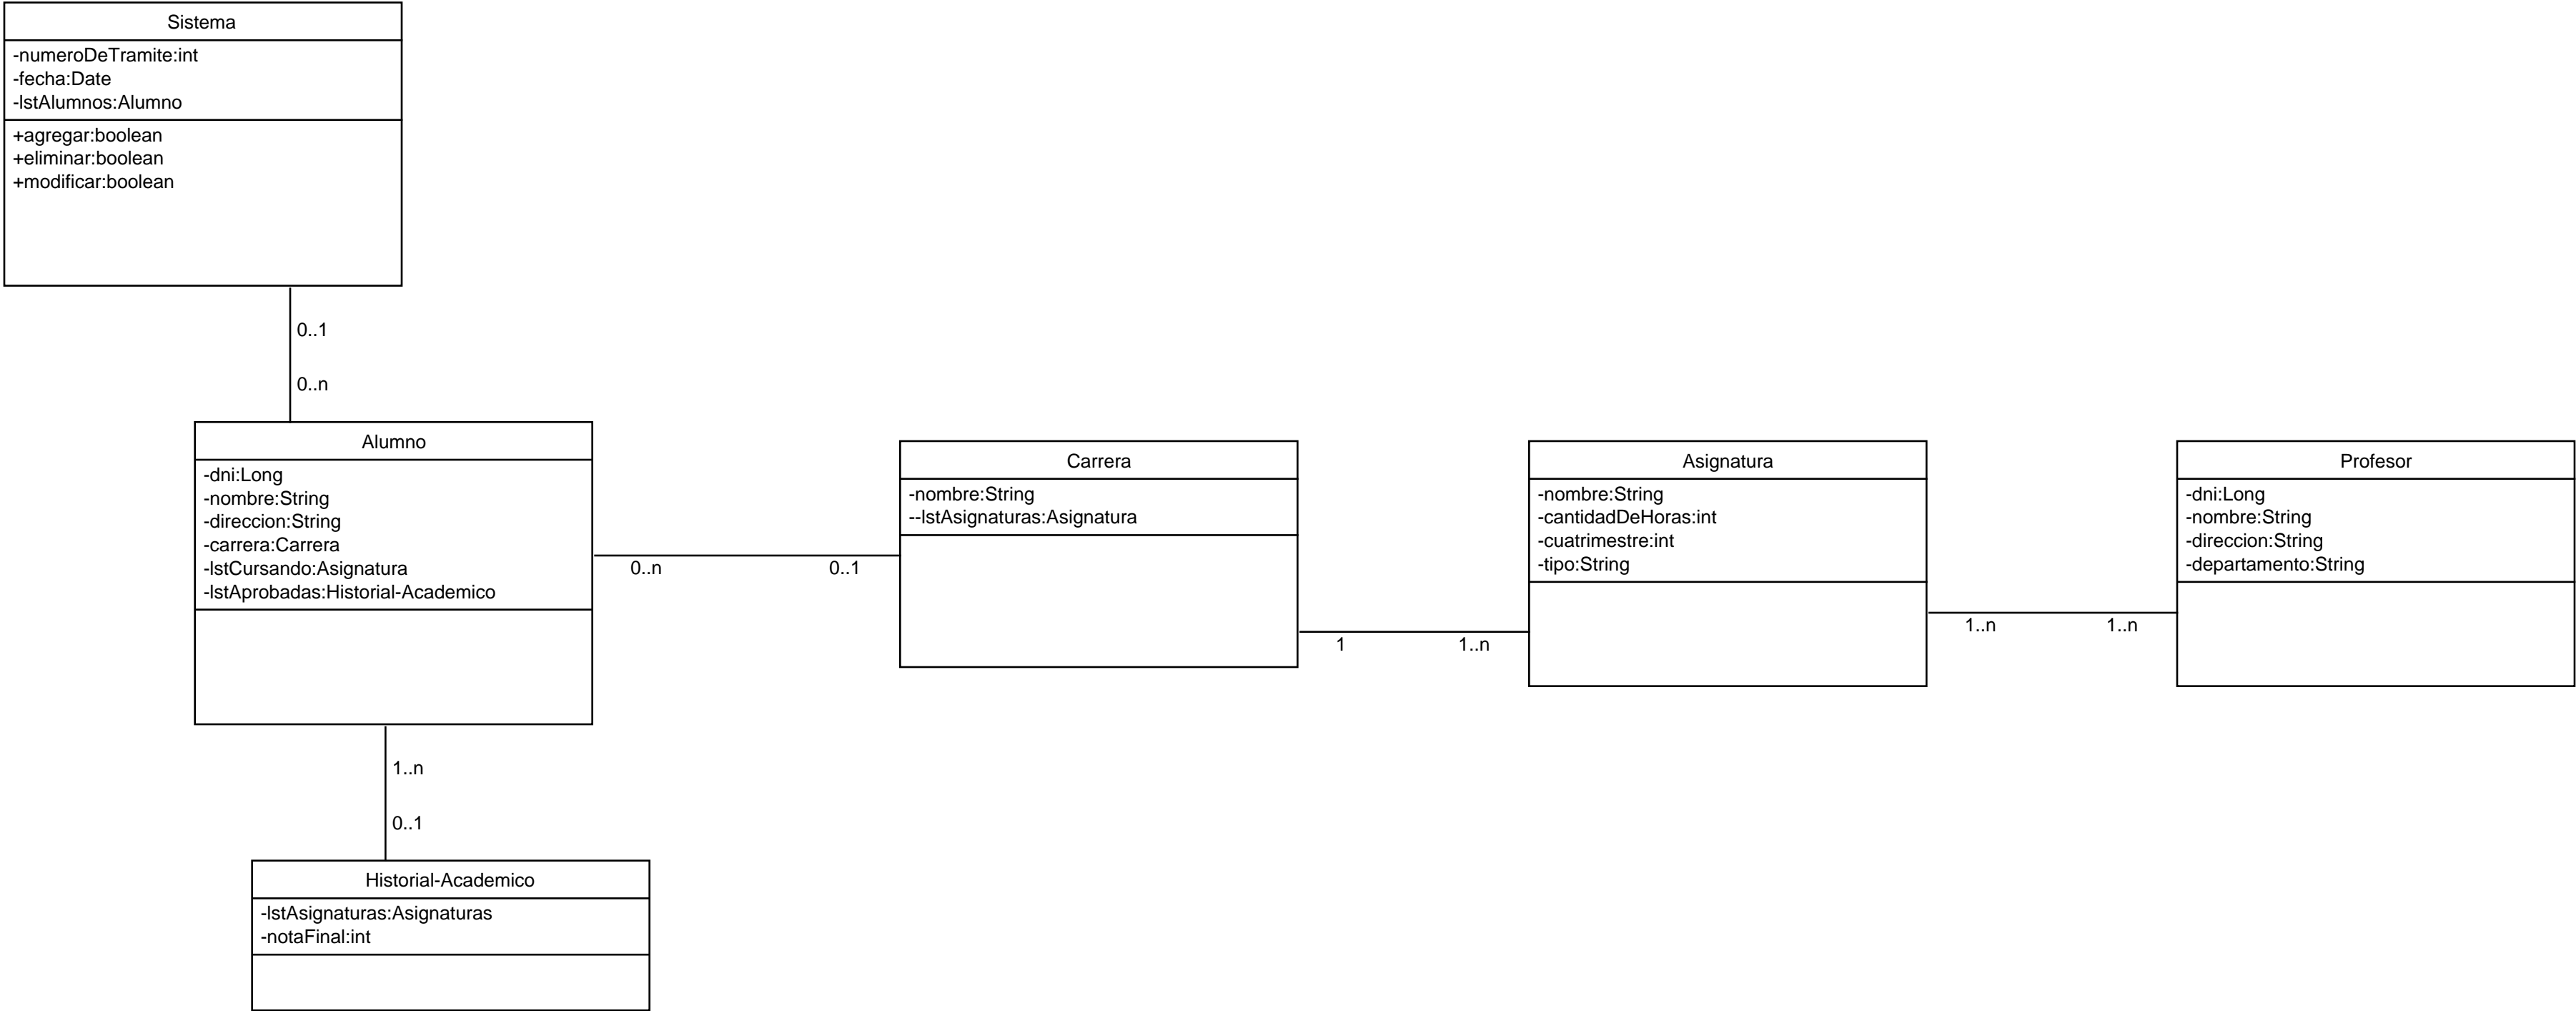 Sistema
-numeroDeTramite:int
-fecha:Date
-lstAlumnos:Alumno
+agregar:boolean
+eliminar:boolean
+modificar:boolean
0..1
0..n
Alumno
-dni:Long
-nombre:String
-direccion:String
-carrera:Carrera
-lstCursando:Asignatura
-lstAprobadas:Historial-Academico
0..n
0..1
Carrera
-nombre:String
--lstAsignaturas:Asignatura
1
1..n
Asignatura
-nombre:String
-cantidadDeHoras:int
-cuatrimestre:int
-tipo:String
1..n
1..n
Profesor
-dni:Long
-nombre:String
-direccion:String
-departamento:String
1..n
0..1
Historial-Academico
-lstAsignaturas:Asignaturas
-notaFinal:int